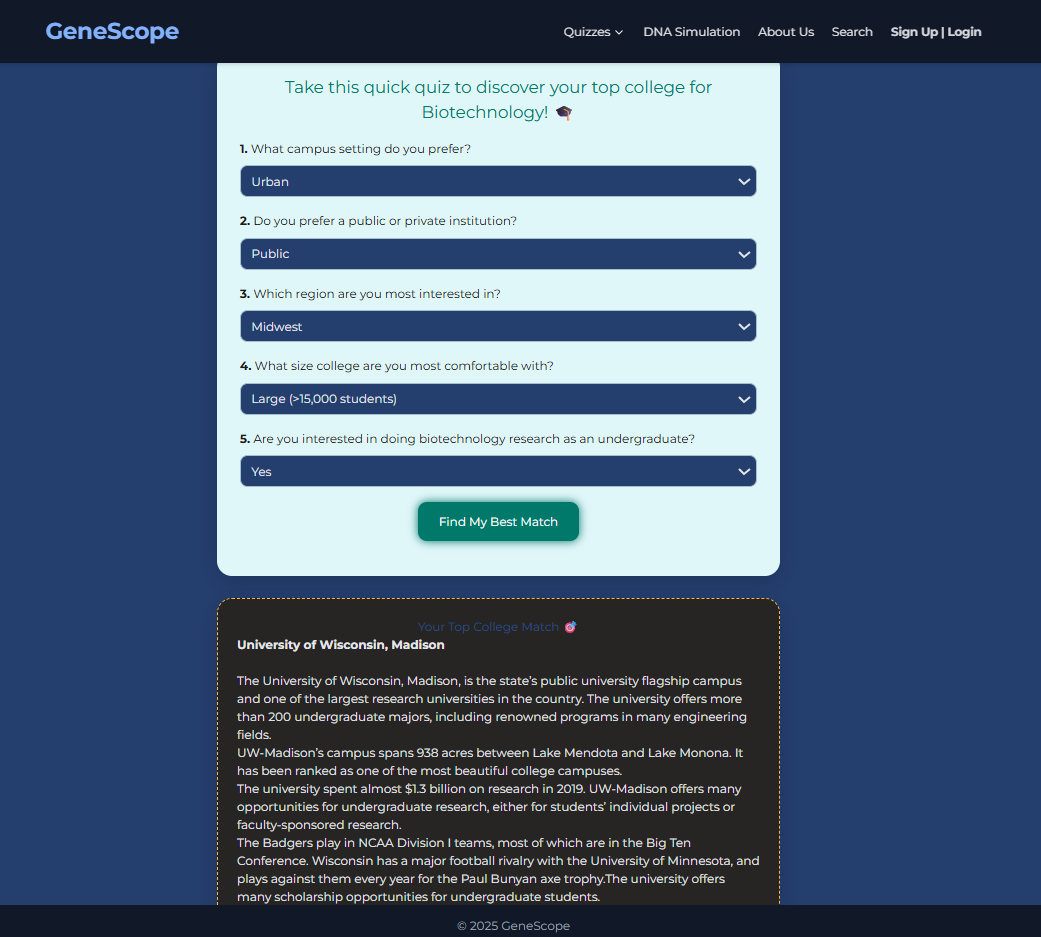 GeneScope
Quizzes DNA Simulation About Us Search Sign Up | Login
Take this quick quiz to discover your top college for
Biotechnology! 🎓
1. What campus setting do you prefer?
Urban
2. Do you prefer a public or private institution?
Public
3. Which region are you most interested in?
Midwest
4. What size college are you most comfortable with?
Large (>15,000 students)
5. Are you interested in doing biotechnology research as an undergraduate?
Yes
Find My Best Match
Your Top College Match 🎯
University of Wisconsin, Madison
The University of Wisconsin, Madison, is the state’s public university flagship campus
and one of the largest research universities in the country. The university offers more
than 200 undergraduate majors, including renowned programs in many engineering
fields.
UW-Madison’s campus spans 938 acres between Lake Mendota and Lake Monona. It
has been ranked as one of the most beautiful college campuses.
The university spent almost $1.3 billion on research in 2019. UW-Madison offers many
opportunities for undergraduate research, either for students’ individual projects or
faculty-sponsored research.
The Badgers play in NCAA Division I teams, most of which are in the Big Ten
Conference. Wisconsin has a major football rivalry with the University of Minnesota, and
plays against them every year for the Paul Bunyan axe trophy.The university offers
many scholarship opportunities for undergraduate students.
© 2025 GeneScope